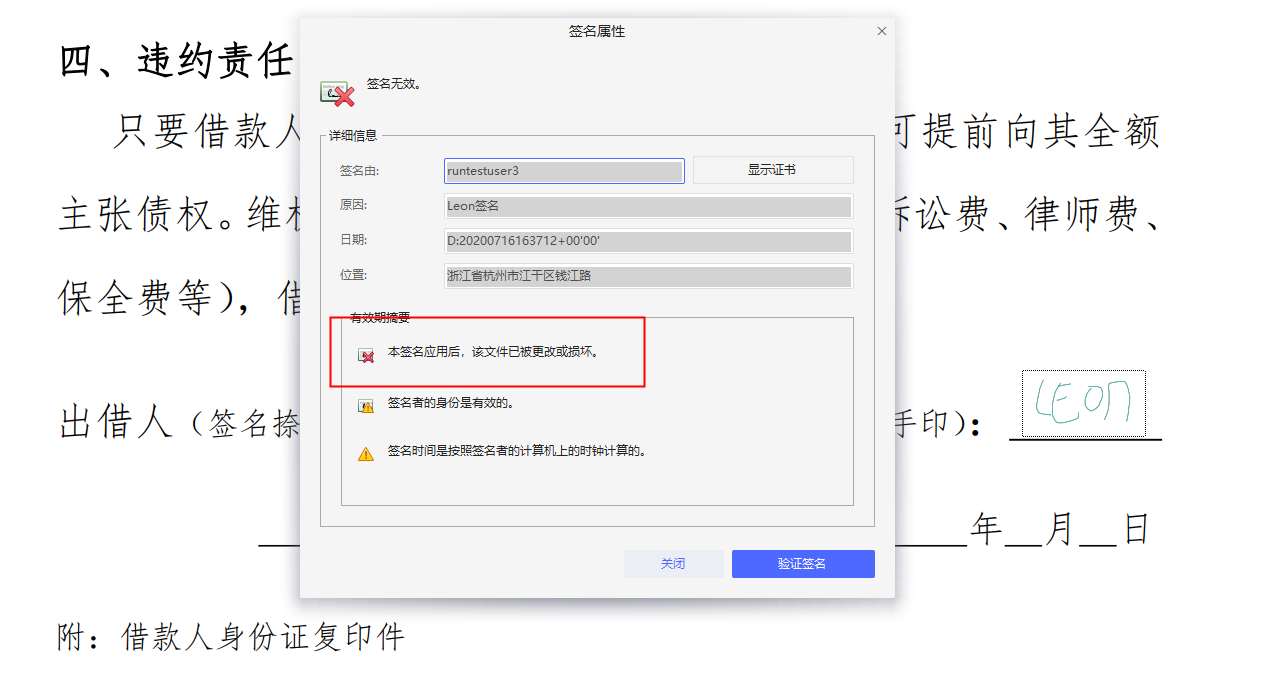 签名属性
四、违约责任
签名无效。
只要借款人
可提前向其全额
详细信息
签名由:
runtestuser3
显示证书
主张债权。维权
诉讼费、律师费、
原因:
Leon签名
日期:
D:20200716163712+00'00'
位置:
浙江省杭州市江干区钱江路
保全费等），借
有效期摘要
本签名应用后，该文件已被更改或损坏。
签名者的身份是有效的。
出借人（签名捺
手印）：
LEON
签名时间是按照签名者的计算机上的时钟计算的。
年__月__日
关闭
验证签名
附：借款人身份证复印件